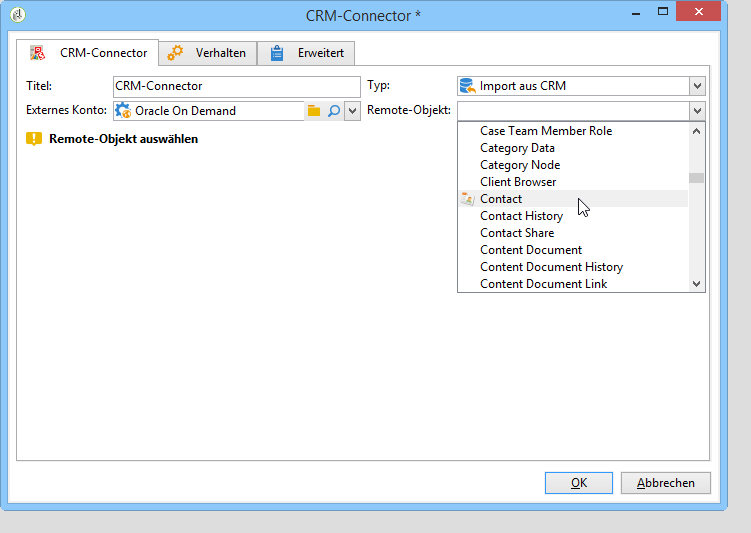 CRM-Connector *
CRM-Connector Verhalten Erweitert
Titel: CRM-Connector Typ: Import aus CRM
Externes Konto: Oracle On Demand Remote-Objekt:
Remote-Objekt auswählen
Case Team Member Role
Category Data
Category Node
Client Browser
Contact
Contact History
Contact Share
Content Document
Content Document History
Content Document Link
OK Abbrechen